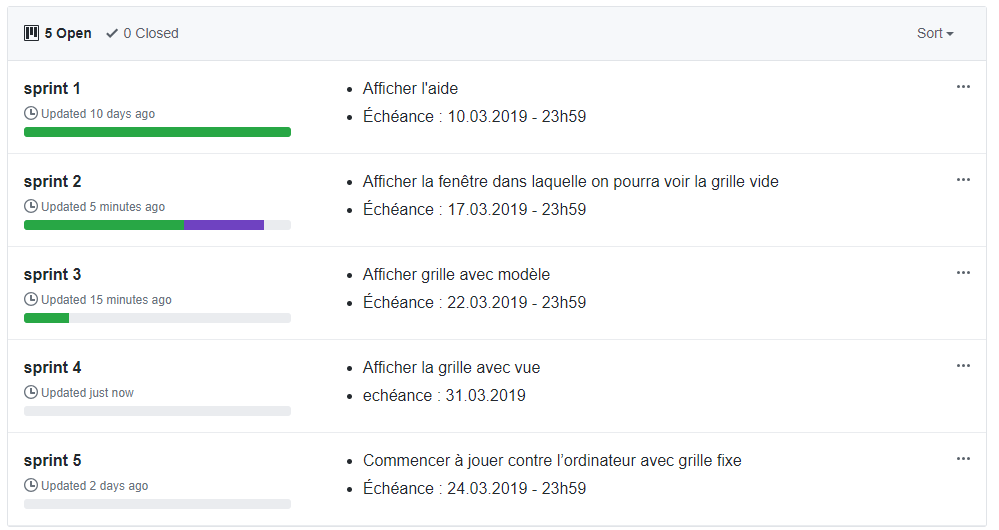 5 Open 0 Closed Sort
sprint 1
Updated 10 days ago
Afficher l'aide
Échéance : 10.03.2019 - 23h59
sprint 2
Updated 5 minutes ago
Afficher la fenêtre dans laquelle on pourra voir la grille vide
Échéance : 17.03.2019 - 23h59
sprint 3
Updated 15 minutes ago
Afficher grille avec modèle
Échéance : 22.03.2019 - 23h59
sprint 4
Updated just now
Afficher la grille avec vue
echéance : 31.03.2019
sprint 5
Updated 2 days ago
Commencer à jouer contre l’ordinateur avec grille fixe
Échéance : 24.03.2019 - 23h59